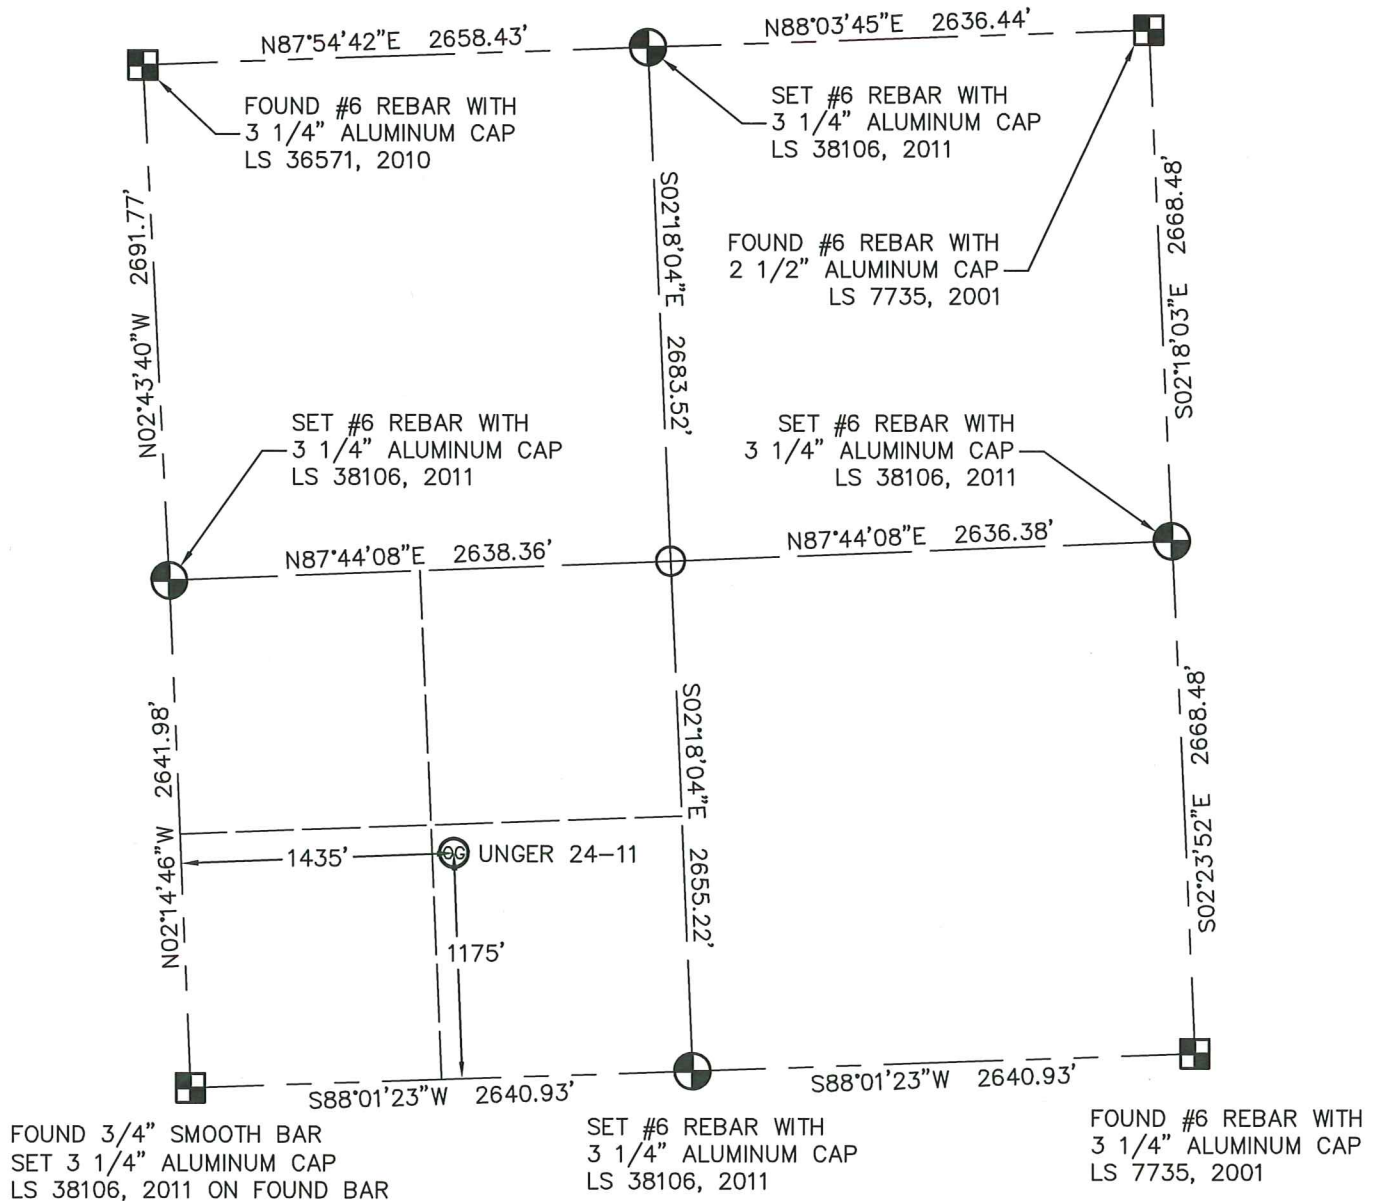 N87°54'42"E 2658.43'
N88°03'45"E 2636.44'
FOUND #6 REBAR WITH
3 1/4" ALUMINUM CAP
LS 36571, 2010
SET #6 REBAR WITH
3 1/4" ALUMINUM CAP
LS 38106, 2011
FOUND #6 REBAR WITH
2 1/2" ALUMINUM CAP
LS 7735, 2001
N02°43'40"W 2691.77'
S02°18'04"E 2683.52'
S02°18'03"E 2668.48'
SET #6 REBAR WITH
3 1/4" ALUMINUM CAP
LS 38106, 2011
SET #6 REBAR WITH
3 1/4" ALUMINUM CAP
LS 38106, 2011
N87°44'08"E 2638.36'
N87°44'08"E 2636.38'
N02°14'46"W 2641.98'
S02°18'04"E 2655.22'
S02°23'52"E 2668.48'
1435'
OG UNGER 24-11
1175'
S88°01'23"W 2640.93'
S88°01'23"W 2640.93'
FOUND 3/4" SMOOTH BAR
SET 3 1/4" ALUMINUM CAP
LS 38106, 2011 ON FOUND BAR
SET #6 REBAR WITH
3 1/4" ALUMINUM CAP
LS 38106, 2011
FOUND #6 REBAR WITH
3 1/4" ALUMINUM CAP
LS 7735, 2001